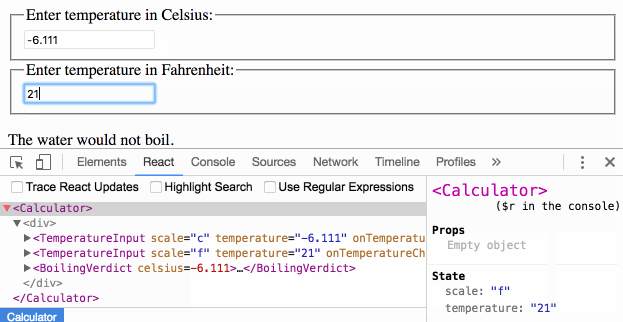 Enter temperature in Celsius:
-6.111
Enter temperature in Fahrenheit:
21
The water would not boil.
Elements React Console Sources Network Timeline Profiles »
Trace React Updates Highlight Search Use Regular Expressions
<Calculator>
<div>
<TemperatureInput scale="c" temperature="-6.111" onTemperatu
<TemperatureInput scale="f" temperature="21" onTemperatureCh
<BoilingVerdict celsius=-6.111>…</BoilingVerdict>
</div>
</Calculator>
Calculator
<Calculator>
($r in the console)
Props
Empty object
State
scale: "f"
temperature: "21"